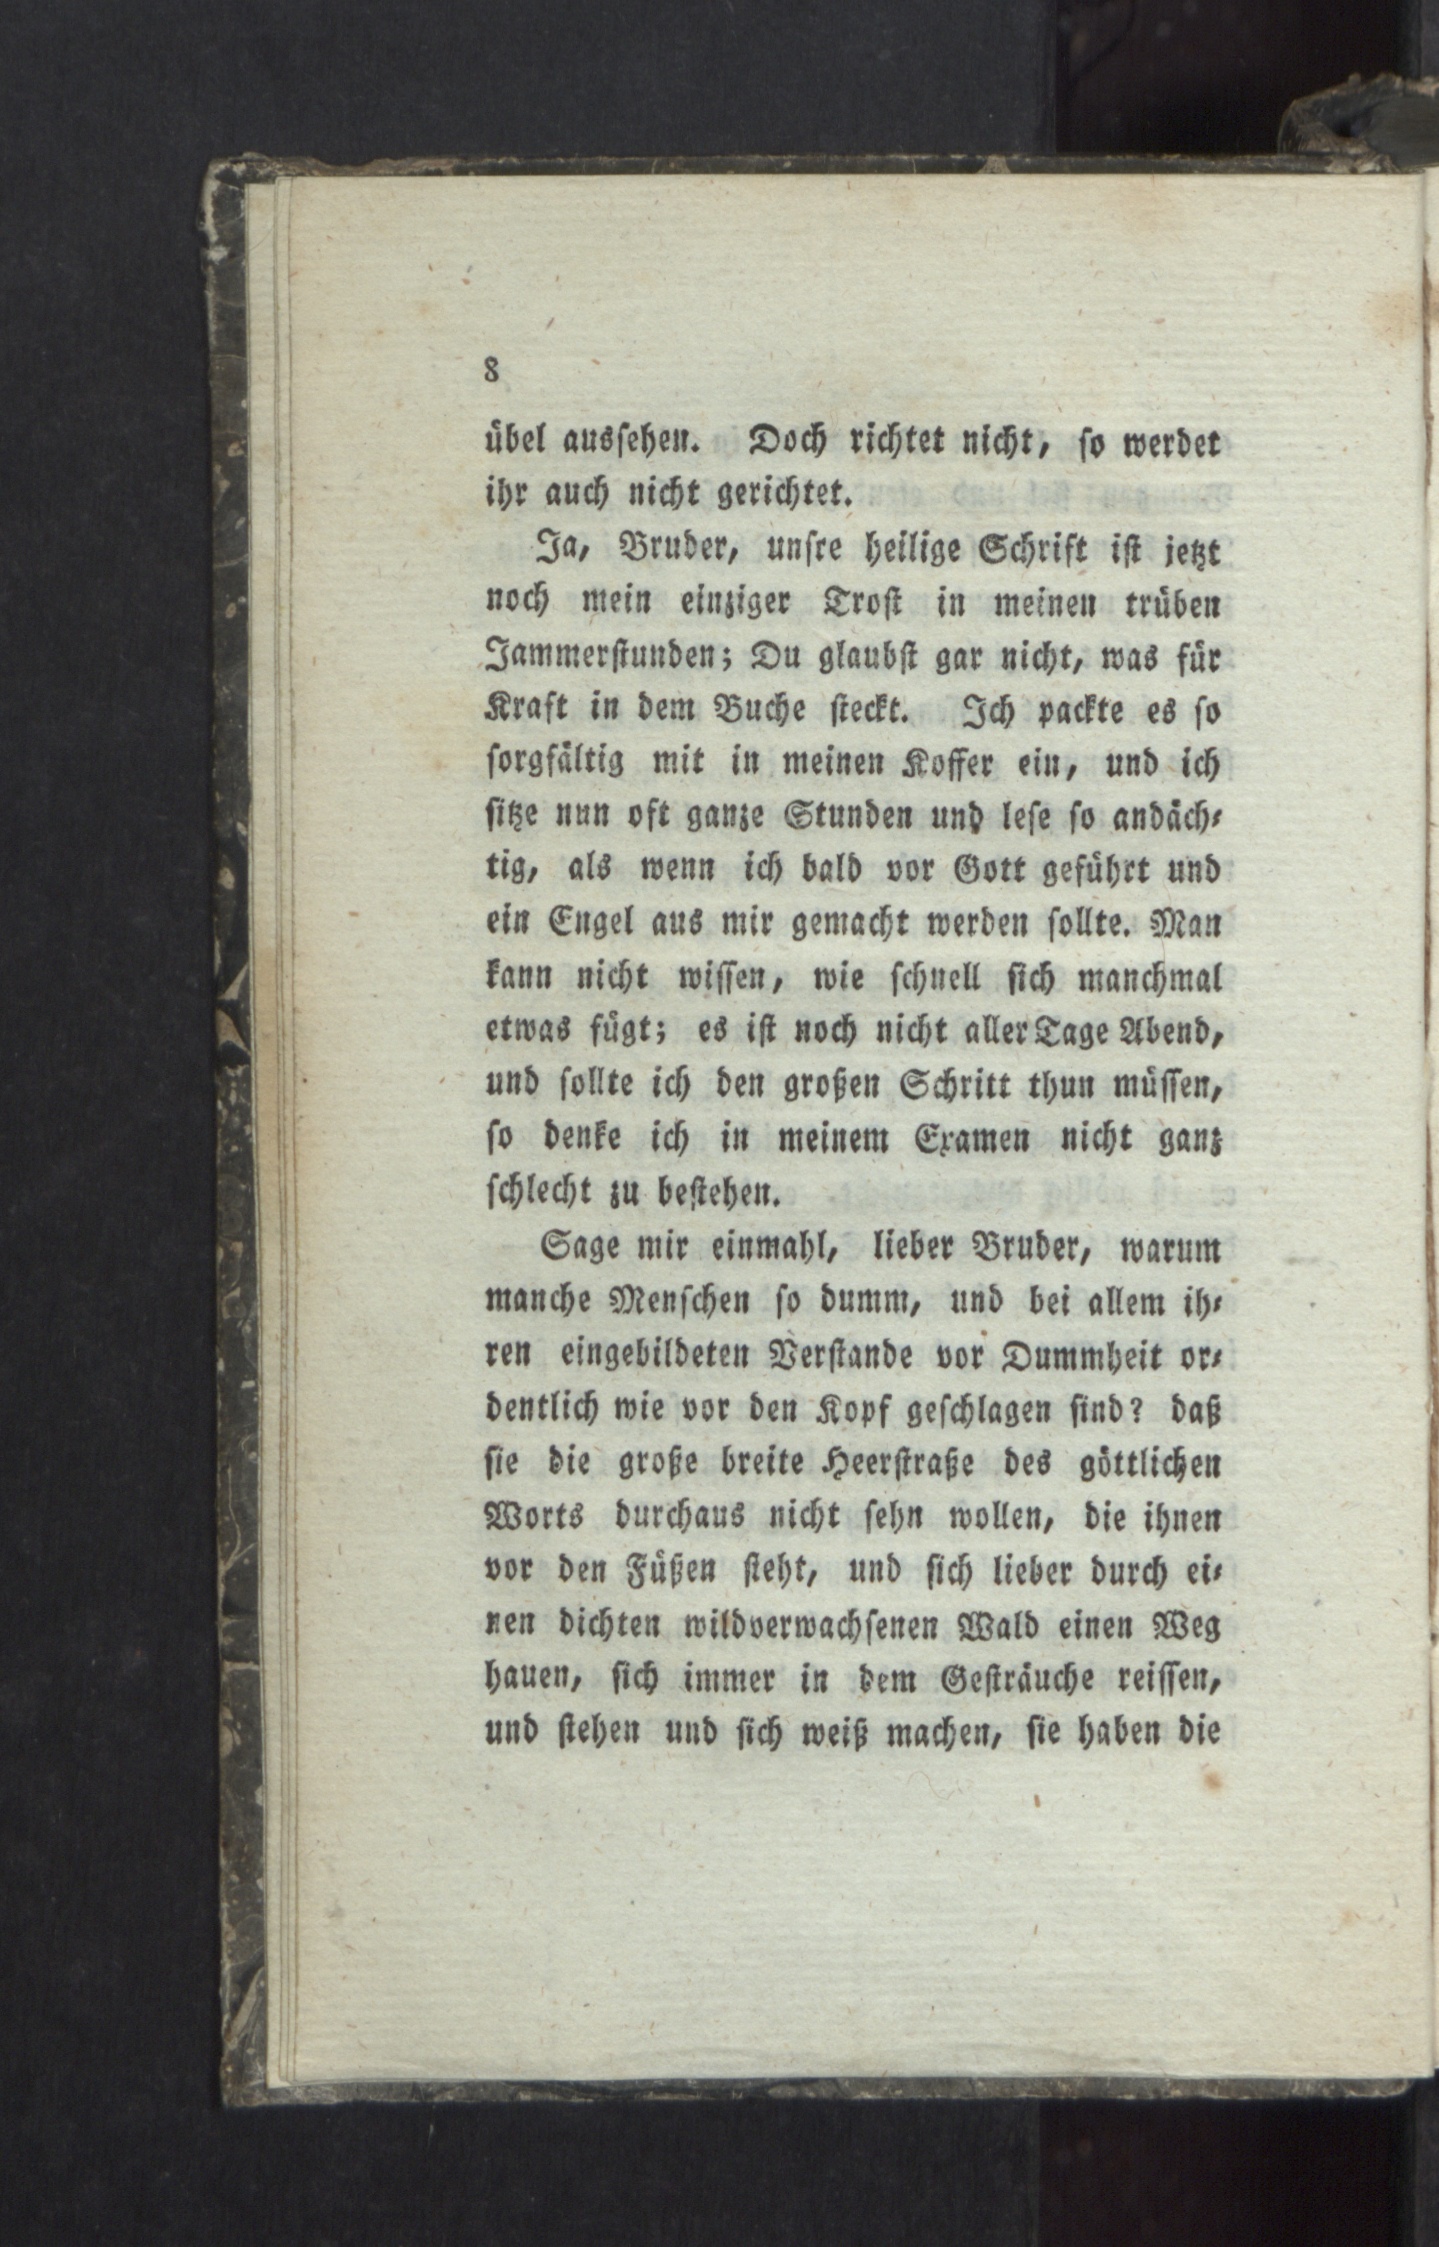 8
übel ausſehen. Doch richtet nicht, ſo werdet
ihr auch nicht gerichtet.
Ja, Bruder, unſre heilige Schrift iſt jetzt
noch mein einziger Troſt in meinen trüben
Jammerſtunden; Du glaubſt gar nicht, was für
Kraft in dem Buche ſteckt. Ich packte es ſo
ſorgfältig mit in meinen Koffer ein, und ich
ſitze nun oft ganze Stunden und leſe ſo andäch⸗
tig, als wenn ich bald vor Gott geführt und
ein Engel aus mir gemacht werden ſollte. Man
kann nicht wiſſen, wie ſchnell ſich manchmal
etwas fügt; es iſt noch nicht aller Tage Abend,
und ſollte ich den großen Schritt thun müſſen,
ſo denke ich in meinem Examen nicht ganz
ſchlecht zu beſtehen.
Sage mir einmahl, lieber Bruder, warum
manche Menſchen ſo dumm, und bei allem ih⸗
ren eingebildeten Verſtande vor Dummheit or⸗
dentlich wie vor den Kopf geſchlagen ſind? daß
ſie die große breite Heerſtraße des göttlichen
Worts durchaus nicht ſehn wollen, die ihnen
vor den Füßen ſteht, und ſich lieber durch ei⸗
nen dichten wildverwachſenen Wald einen Weg
hauen, ſich immer in dem Geſträuche reiſſen,
und ſtehen und ſich weiß machen, ſie haben die